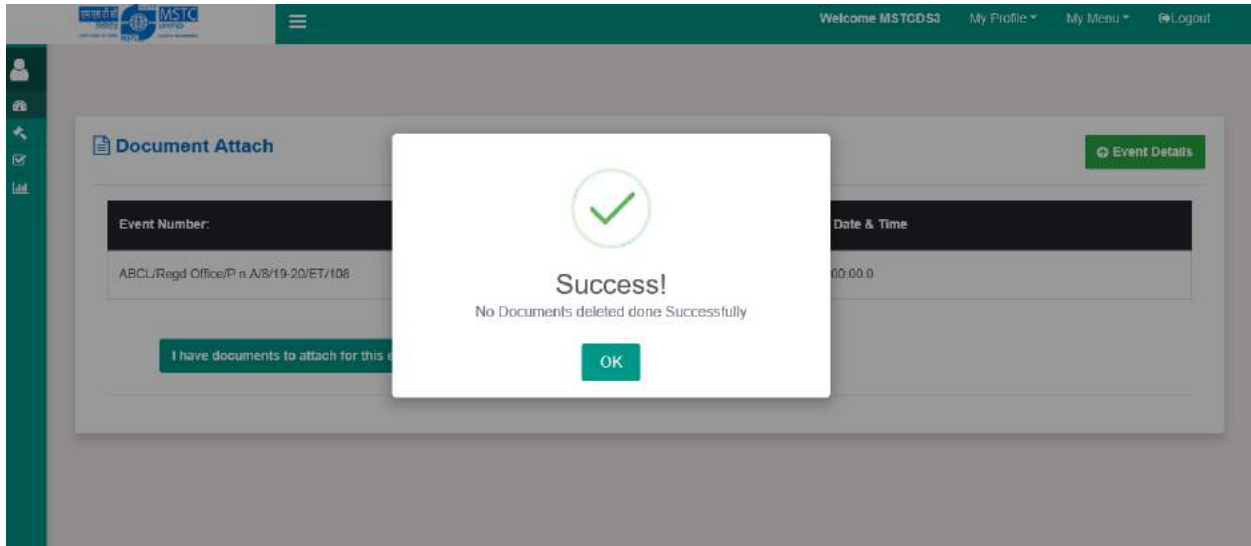 MSTC
Welcome MSTCDS3 My Profile My Menu Logout
Document Attach
Event Details
Event Number: Date & Time
ABCL/Regd Office/P n A/8/19-20/ET/108 00:00.0
Success!
No Documents deleted done Successfully
I have documents to attach for this e
OK